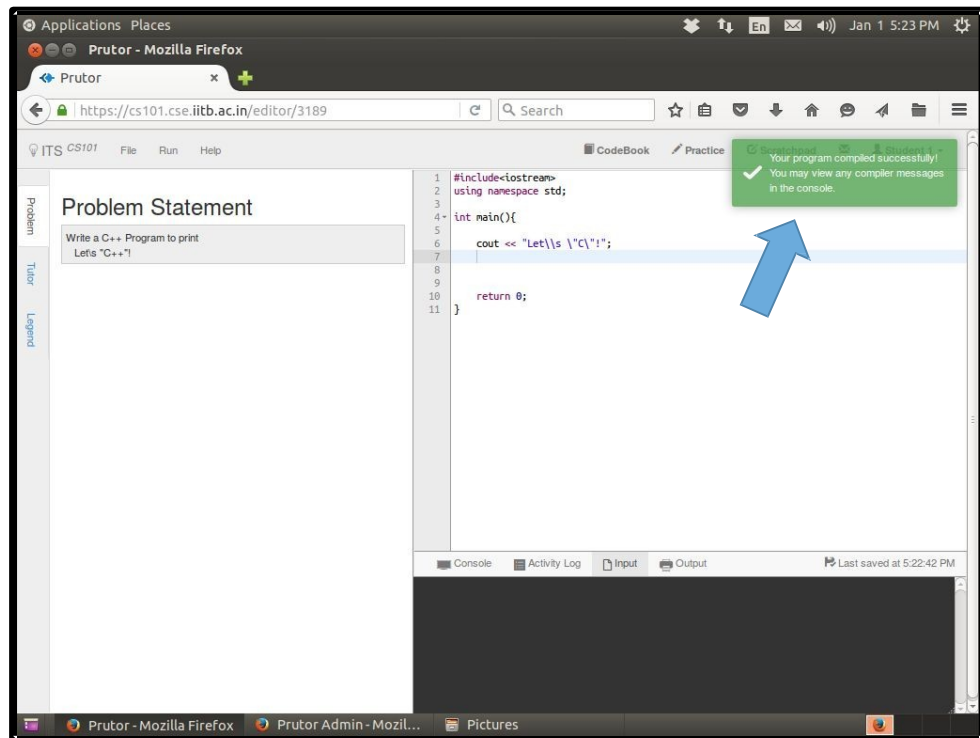 Applications Places
En
Jan 1 5:23 PM
Prutor - Mozilla Firefox
Prutor
https://cs101.cse.iitb.ac.in/editor/3189
Search
ITS CS101 File Run Help
CodeBook Practice Scratchpad Student 1
Your program compiled successfully!
You may view any compiler messages
in the console.
Problem
Tutor
Legend
Problem Statement
Write a C++ Program to print
Let\s "C++"!
1 #include<iostream>
2 using namespace std;
3
4 int main(){
5
6 cout << "Let\\s \"C\"!";
7
8
9
10 return 0;
11 }
Console Activity Log Input Output Last saved at 5:22:42 PM
Prutor - Mozilla Firefox Prutor Admin - Mozil... Pictures